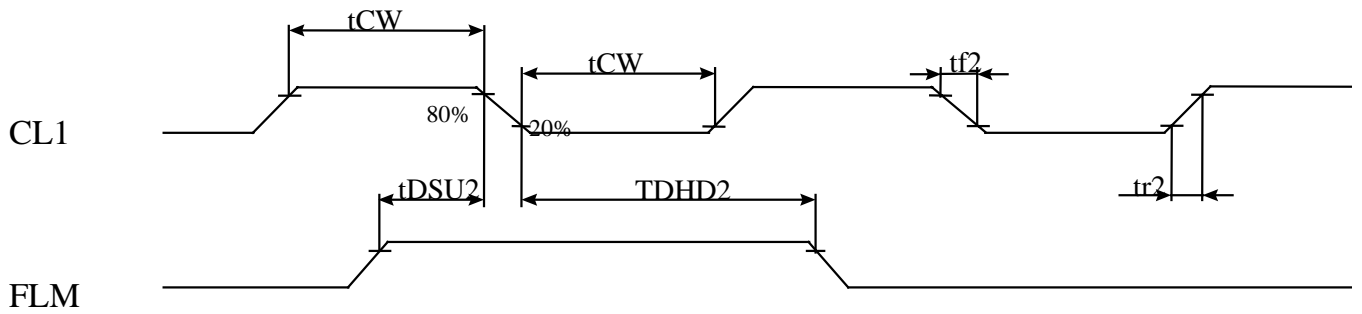 tCW
tCW
tf2
80%
20%
CL1
tDSU2
TDHD2
tr2
FLM